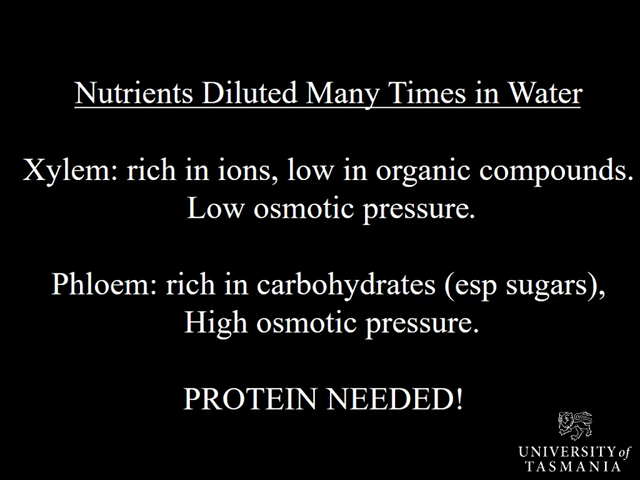 Nutrients Diluted Many Times in Water
Xylem: rich in ions, low in organic compounds.
Low osmotic pressure.
Phloem: rich in carbohydrates (esp sugars),
High osmotic pressure.
PROTEIN NEEDED!
UNIVERSITY of
TASMANIA